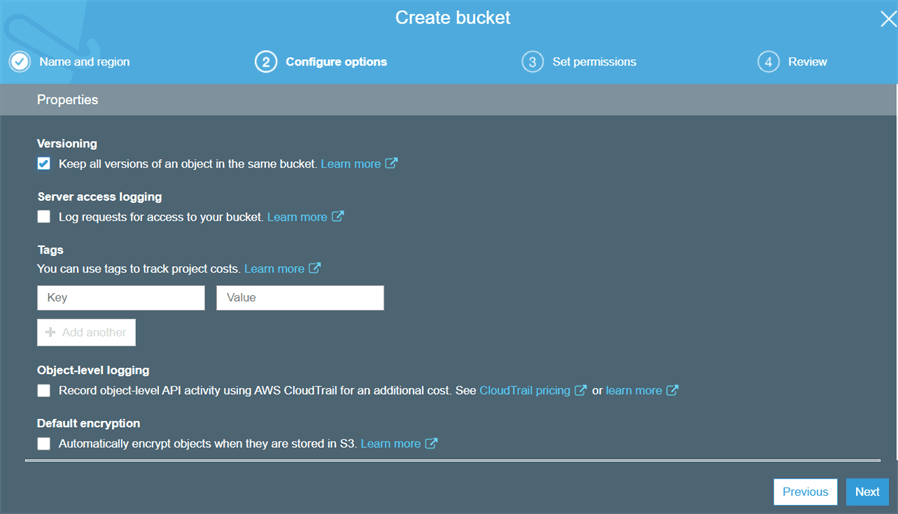 Create bucket
Name and region
2 Configure options
3 Set permissions
4 Review
Properties
Versioning
Keep all versions of an object in the same bucket. Learn more
Server access logging
Log requests for access to your bucket. Learn more
Tags
You can use tags to track project costs. Learn more
Key Value
Add another
Object-level logging
Record object-level API activity using AWS CloudTrail for an additional cost. See CloudTrail pricing or learn more
Default encryption
Automatically encrypt objects when they are stored in S3. Learn more
Previous Next